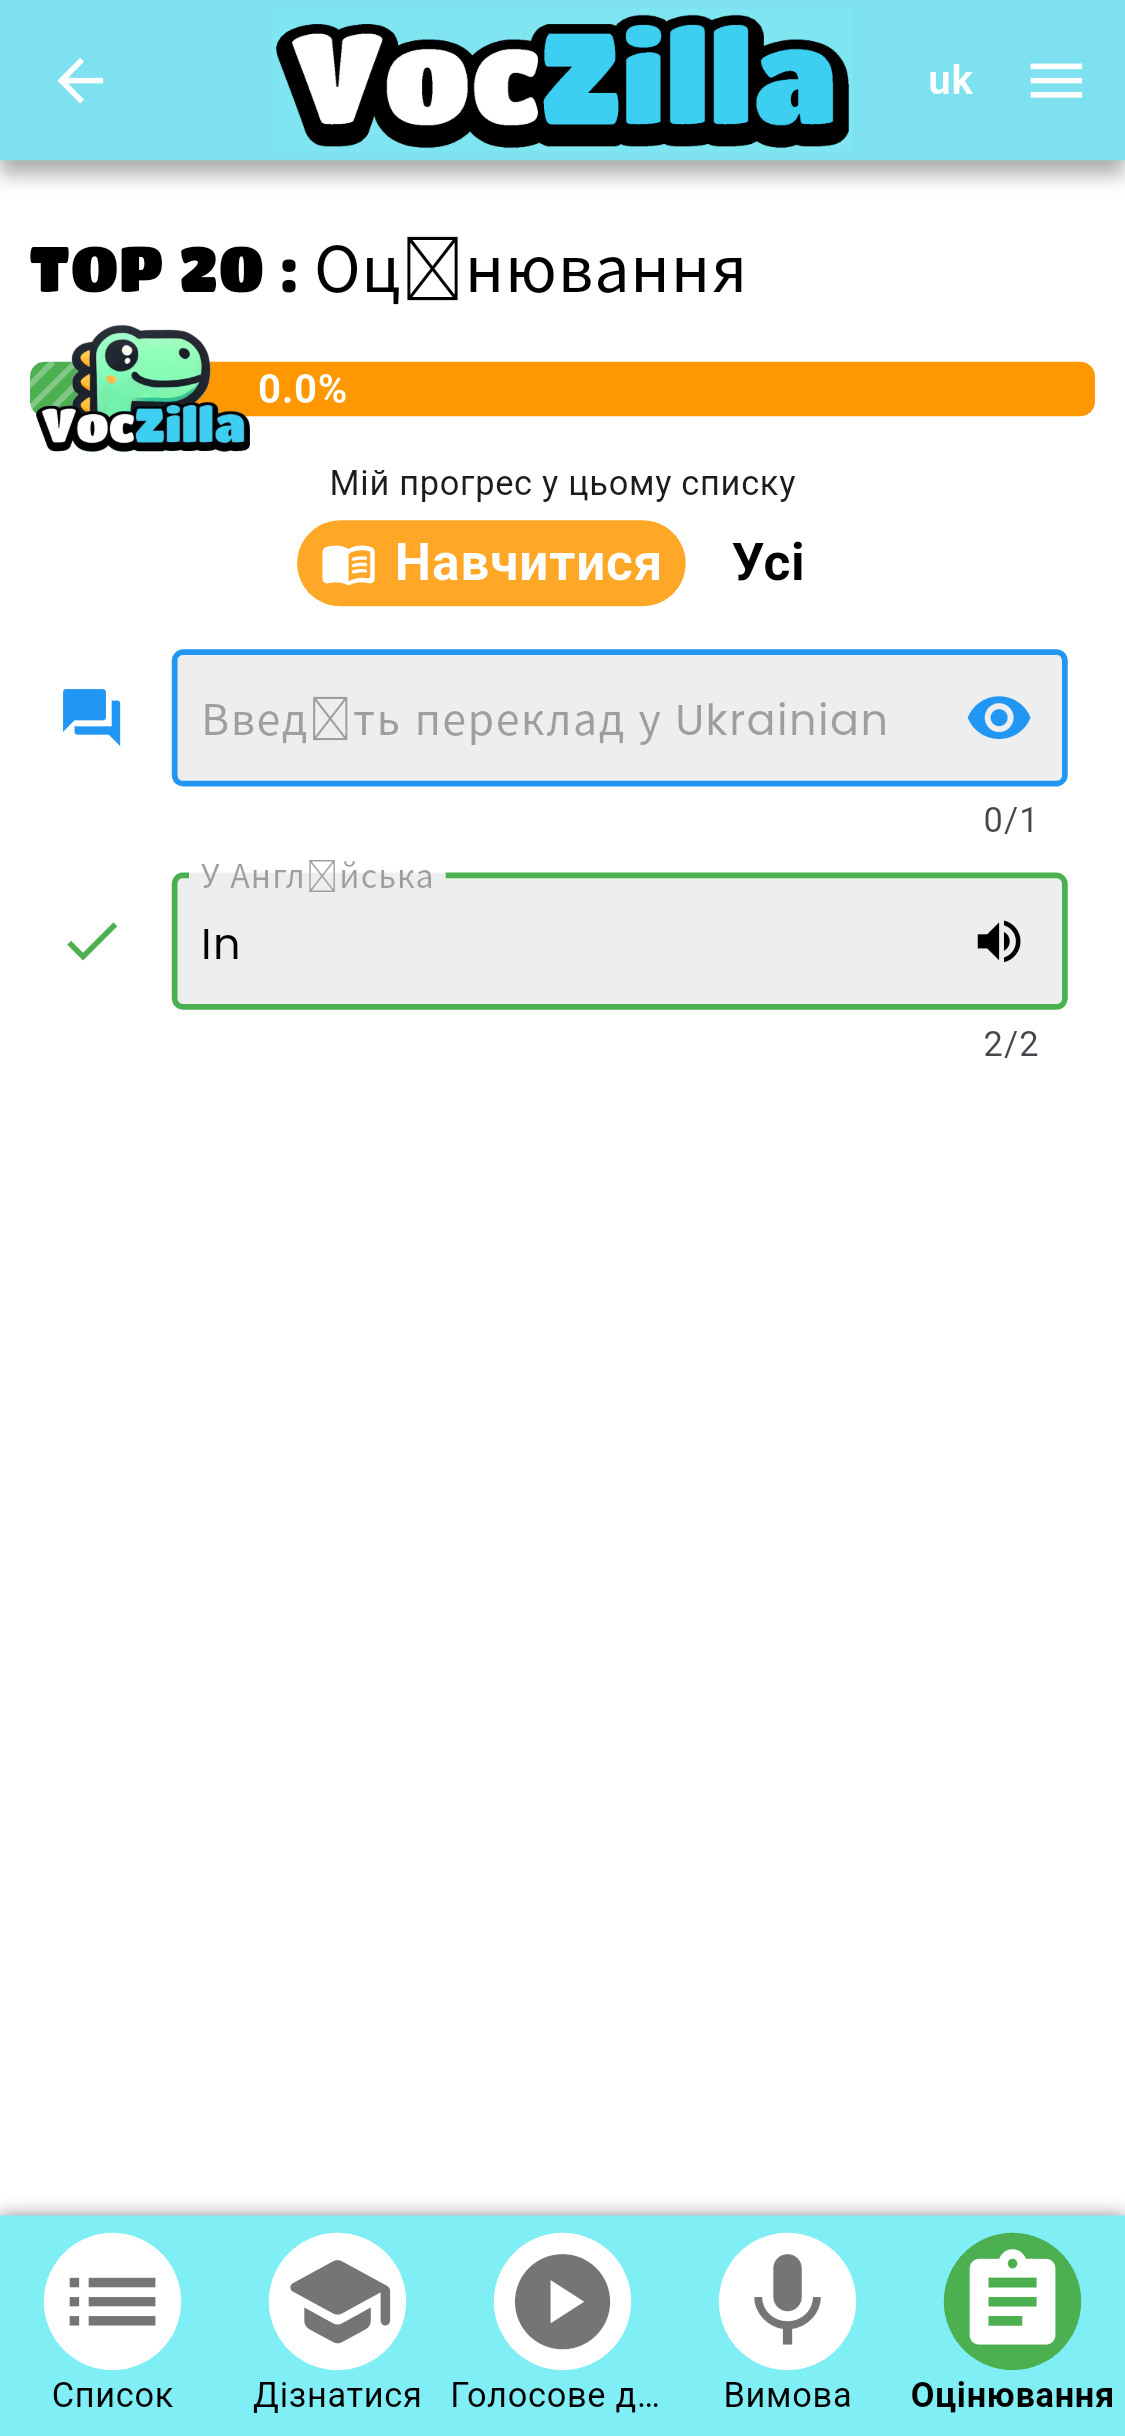 VocZilla
uk
TOP 20 : Оц☒нювання
VocZilla
0.0%
Мій прогрес у цьому списку
Навчитися Усі
Введ☒ть переклад у Ukrainian
0/1
У Англ☒йська
In
2/2
Список Дізнатися Голосове д... Вимова Оцінювання